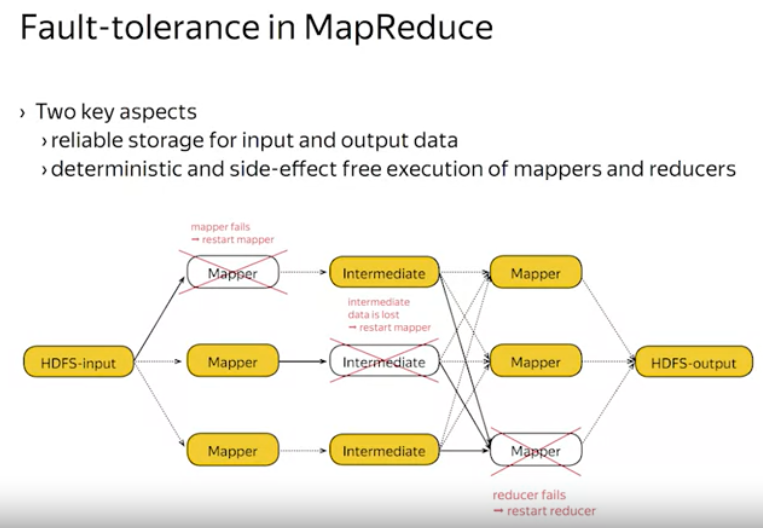 Fault-tolerance in MapReduce
› Two key aspects
› reliable storage for input and output data
› deterministic and side-effect free execution of mappers and reducers
mapper fails
→ restart mapper
Mapper
Intermediate
Mapper
intermediate
data is lost
→ restart mapper
HDFS-input
Mapper
Intermediate
Mapper
HDFS-output
Mapper
Intermediate
Mapper
reducer fails
→ restart reducer